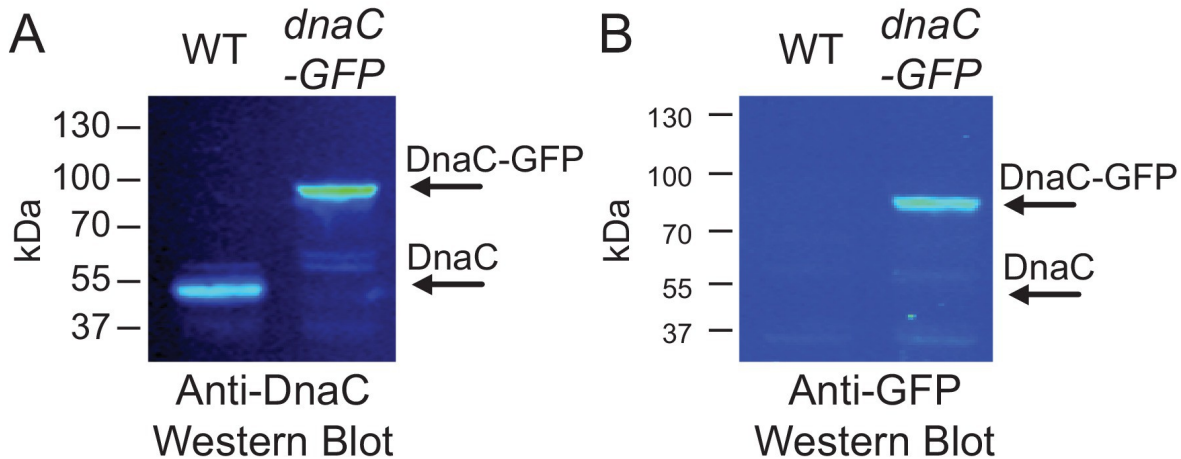 A
WT
dnaC
-GFP
kDa
130
100
70
55
37
DnaC-GFP
DnaC
Anti-DnaC
Western Blot
B
WT
dnaC
-GFP
kDa
130
100
70
55
37
DnaC-GFP
DnaC
Anti-GFP
Western Blot